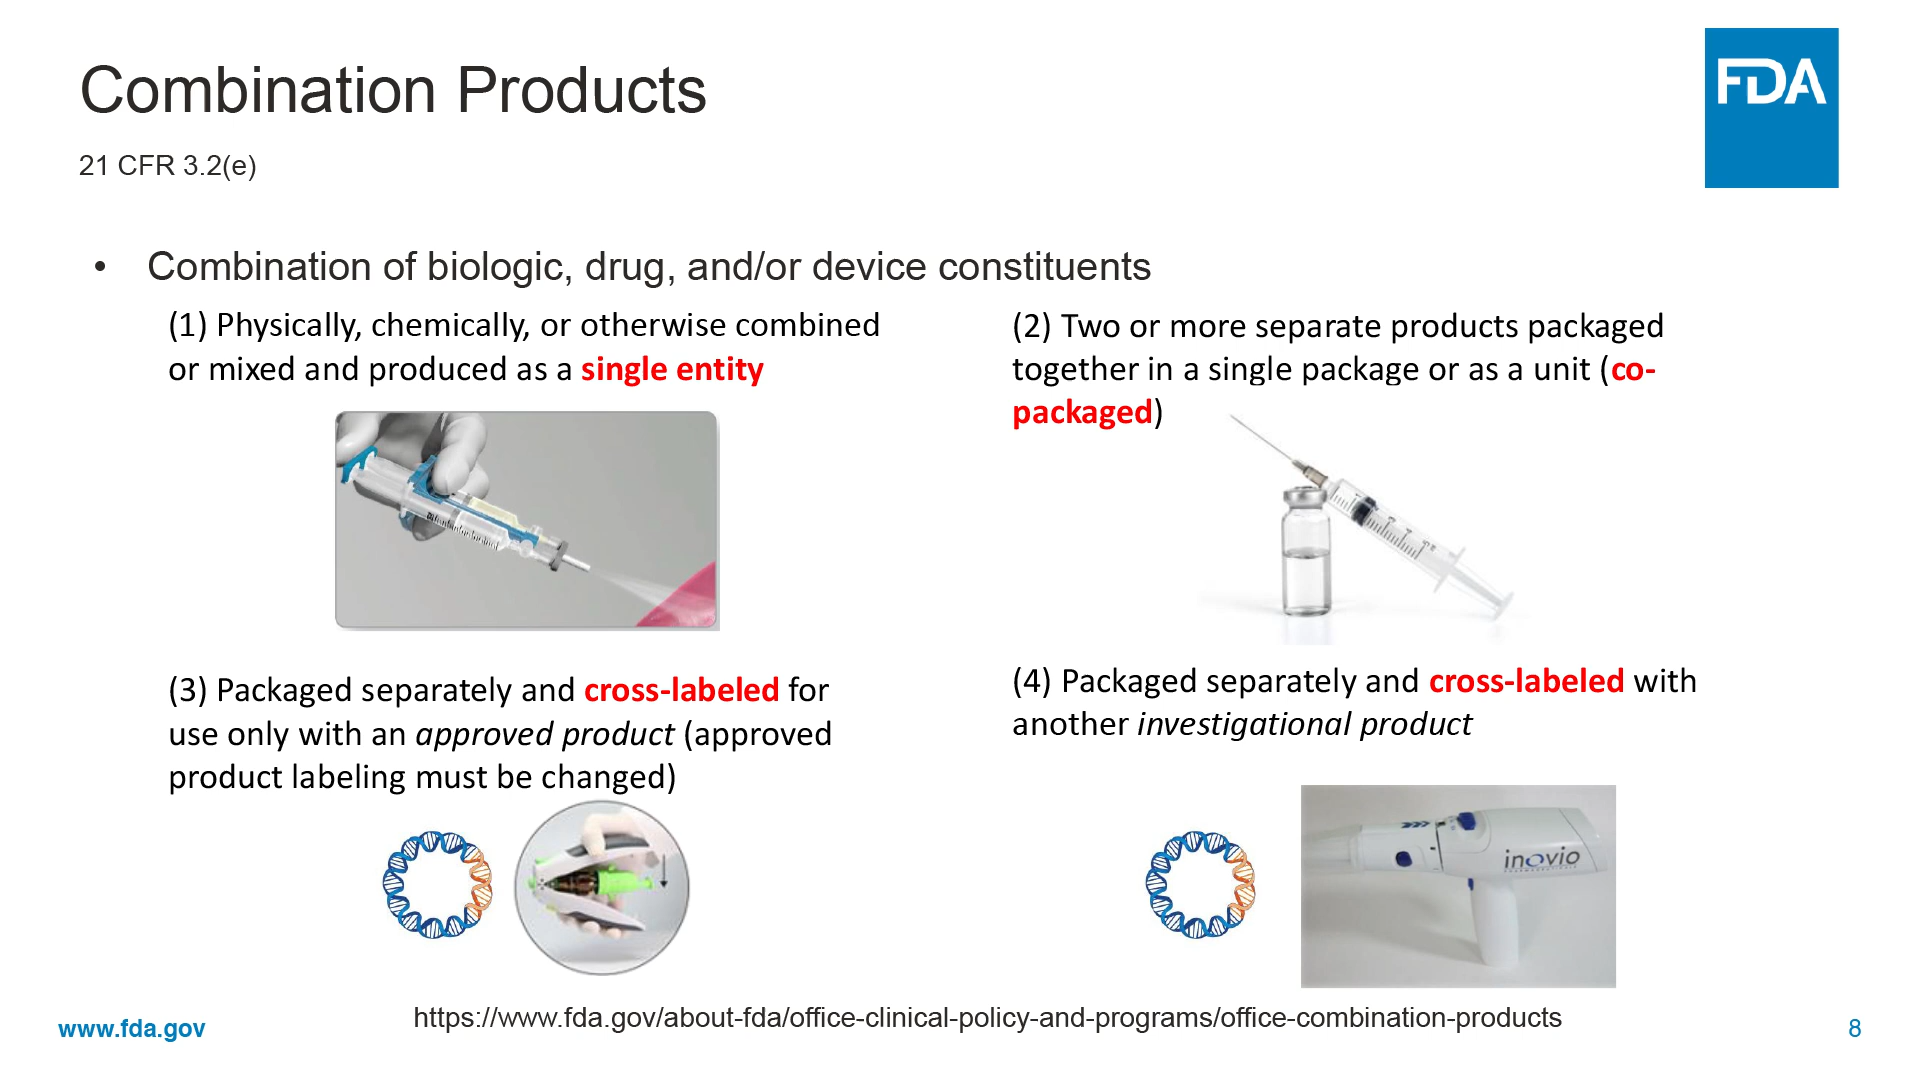 Combination Products
FDA
21 CFR 3.2(e)
• Combination of biologic, drug, and/or device constituents
(1) Physically, chemically, or otherwise combined
or mixed and produced as a single entity
(2) Two or more separate products packaged
together in a single package or as a unit (co-
packaged)
(3) Packaged separately and cross-labeled for
use only with an approved product (approved
product labeling must be changed)
(4) Packaged separately and cross-labeled with
another investigational product
inovio
www.fda.gov
https://www.fda.gov/about-fda/office-clinical-policy-and-programs/office-combination-products
8